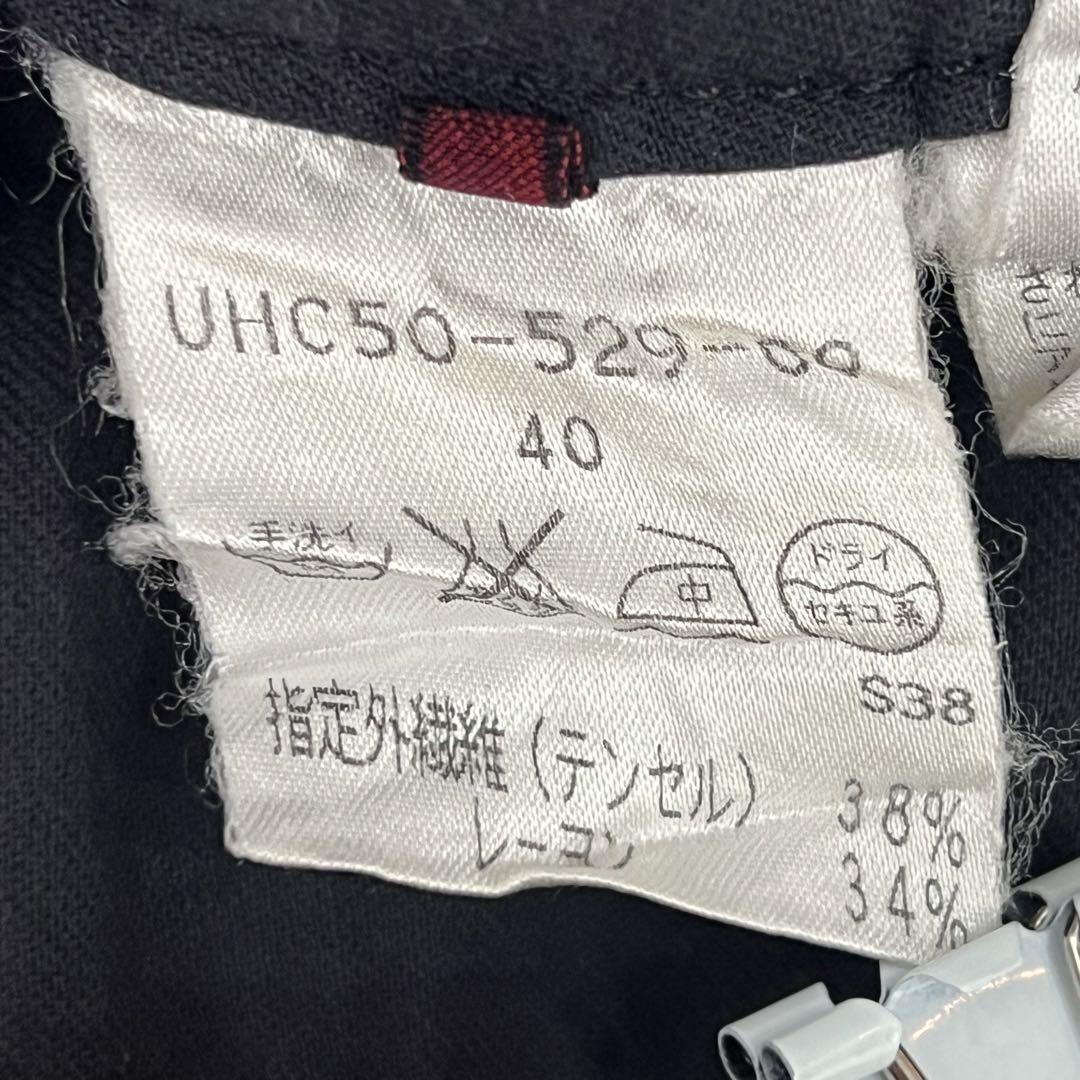 UHC50-529-09
40
手洗イ
中
ドライ
セキユ系
S38
指定外繊維(テンセル) 38%
レーヨン 34%